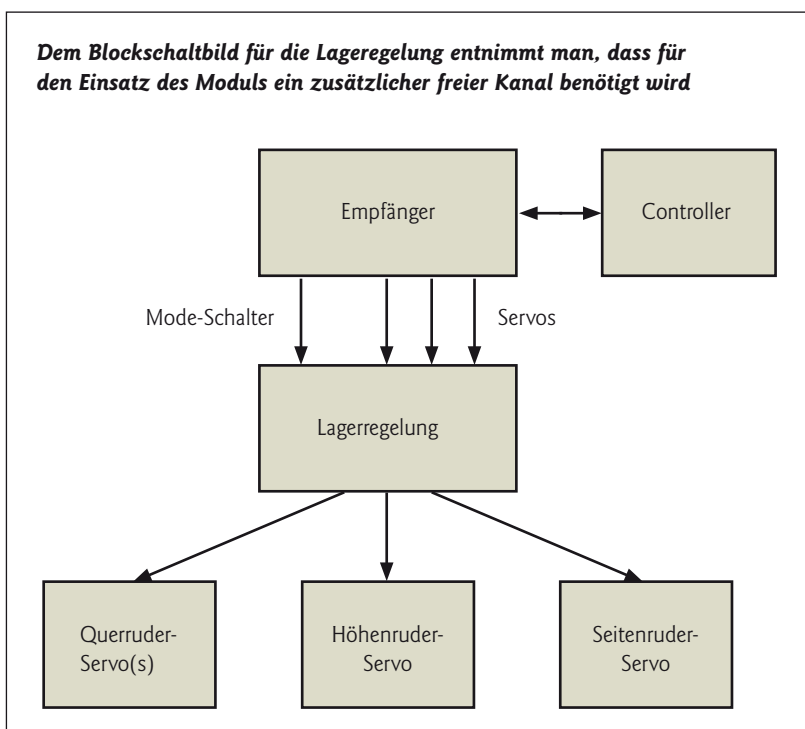 Dem Blockschaltbild für die Lageregelung entnimmt man, dass für
den Einsatz des Moduls ein zusätzlicher freier Kanal benötigt wird
Empfänger
Controller
Mode-Schalter
Servos
Lagerregelung
Querruder-
Servo(s)
Höhenruder-
Servo
Seitenruder-
Servo